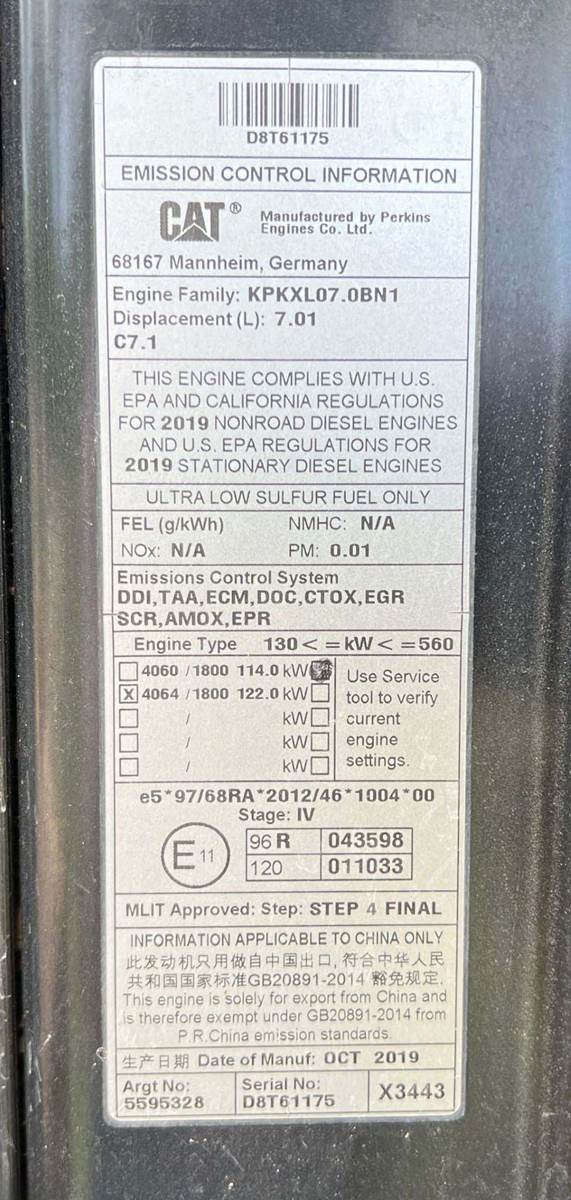 D8T61175
EMISSION CONTROL INFORMATION
CAT® Manufactured by Perkins
Engines Co. Ltd.
68167 Mannheim, Germany
Engine Family: KPKXL07.0BN1
Displacement (L): 7.01
C7.1
THIS ENGINE COMPLIES WITH U.S.
EPA AND CALIFORNIA REGULATIONS
FOR 2019 NONROAD DIESEL ENGINES
AND U.S. EPA REGULATIONS FOR
2019 STATIONARY DIESEL ENGINES
ULTRA LOW SULFUR FUEL ONLY
FEL (g/kWh) NMHC: N/A
NOx: N/A PM: 0.01
Emissions Control System
DDI,TAA,ECM,DOC,CTOX,EGR
SCR,AMOX,EPR
Engine Type 130 < = kW < = 560
4060 / 1800 114.0 kW
X 4064 / 1800 122.0 kW
/ kW
/ kW
/ kW
Use Service
tool to verify
current
engine
settings.
e5*97/68RA*2012/46*1004*00
Stage: IV
E 11
96 R 043598
120 011033
MLIT Approved: Step: STEP 4 FINAL
INFORMATION APPLICABLE TO CHINA ONLY
此发动机只用做自中国出口, 符合中华人民
共和国国家标准GB20891-2014 豁免规定.
This engine is solely for export from China and
is therefore exempt under GB20891-2014 from
P.R.China emission standards.
生产日期 Date of Manuf: OCT 2019
Argt No:
5595328
Serial No:
D8T61175
X3443